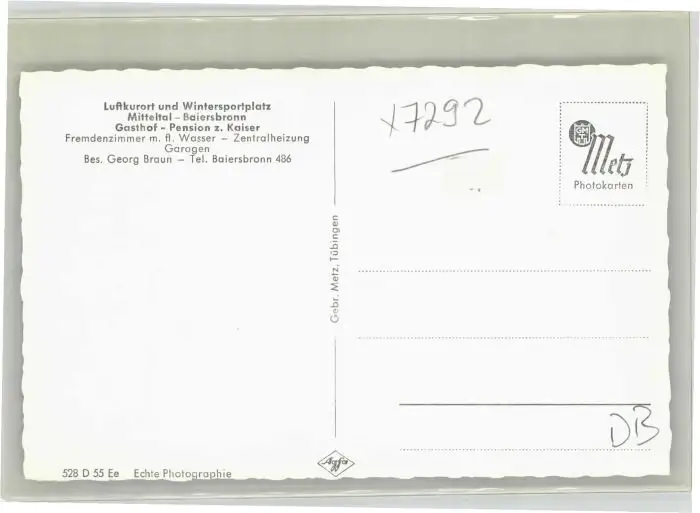 Luftkurort und Wintersportplatz
Mitteltal – Baiersbronn
Gasthof – Pension z. Kaiser
Fremdenzimmer m. fl. Wasser – Zentralheizung
Garagen
Bes. Georg Braun – Tel. Baiersbronn 486
x7292
Metz
Photokarten
Gebr. Metz, Tübingen
DB
528 D 55 Ee Echte Photographie
Agfa